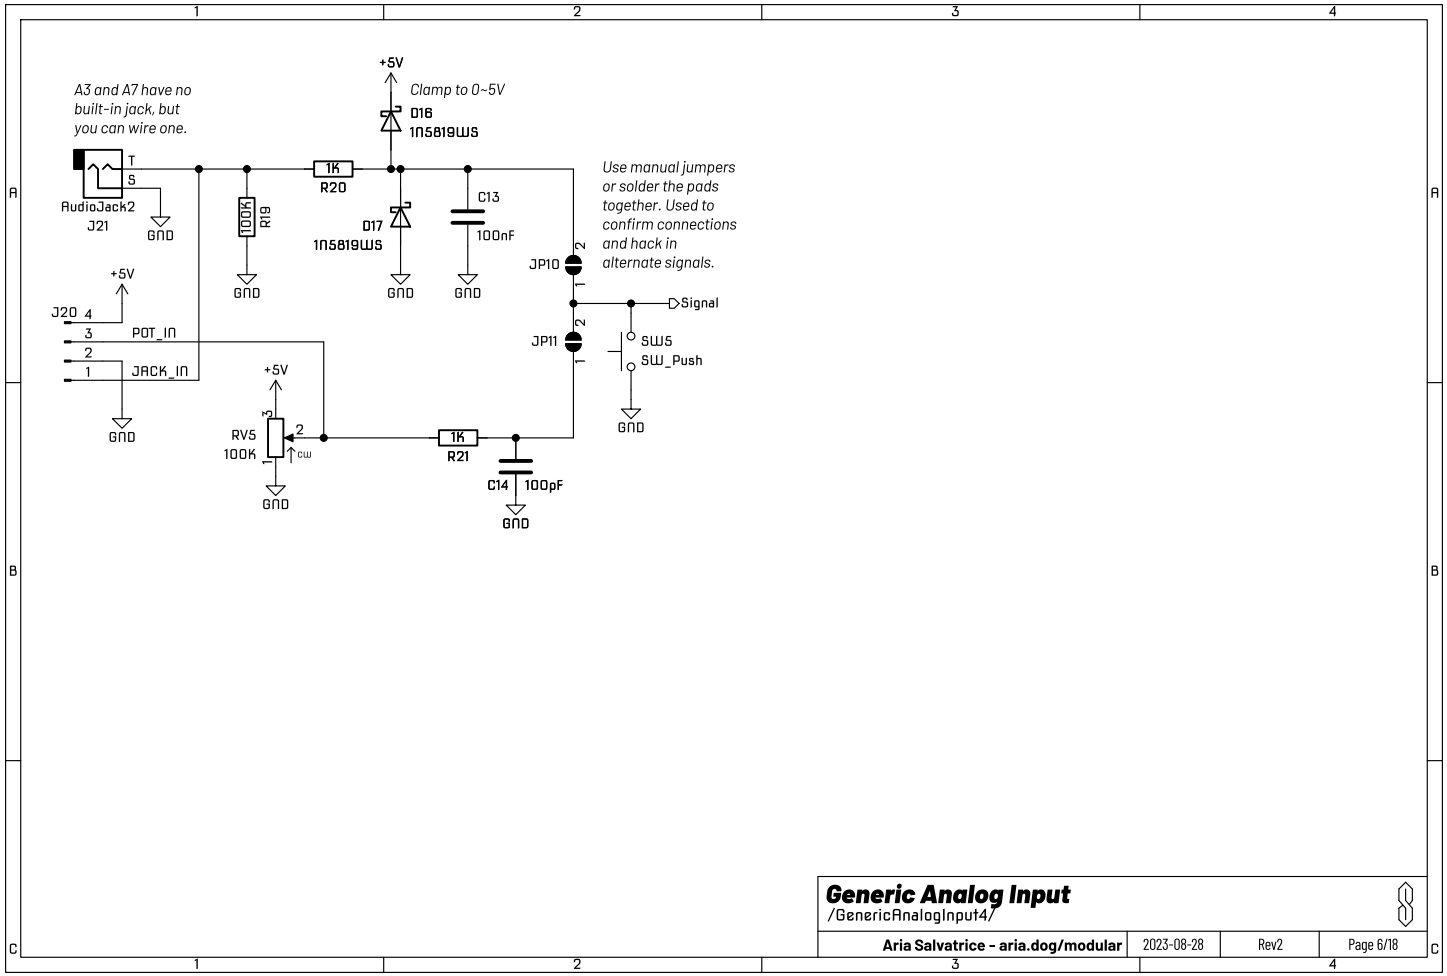 1 2 3 4
A A
B B
C C
A3 and A7 have no
built-in jack, but
you can wire one.
T
S
AudioJack2
J21
GND
100K
R19
GND
1K
R20
+5V
Clamp to 0~5V
D16
1N5819WS
D17
1N5819WS
GND
C13
100nF
GND
Use manual jumpers
or solder the pads
together. Used to
confirm connections
and hack in
alternate signals.
2
JP10
1
Signal
2
JP11
1
SW5
SW_Push
GND
+5V
J20 4
3 POT_IN
2
1 JACK_IN
GND
+5V
3
RV5 2
100K
1
CW
GND
1K
R21
C14 100pF
GND
Generic Analog Input
/GenericAnalogInput4/
Aria Salvatrice - aria.dog/modular 2023-08-28 Rev2 Page 6/18
1 2 3 4